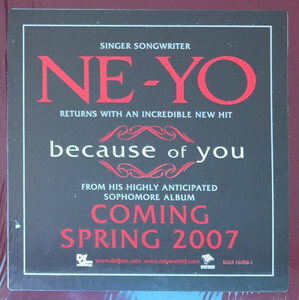 SINGER SONGWRITER
NE-YO
RETURNS WITH AN INCREDIBLE NEW HIT
because of you
FROM HIS HIGHLY ANTICIPATED
SOPHOMORE ALBUM
COMING
SPRING 2007
www.defjam.com www.neyoworld.com